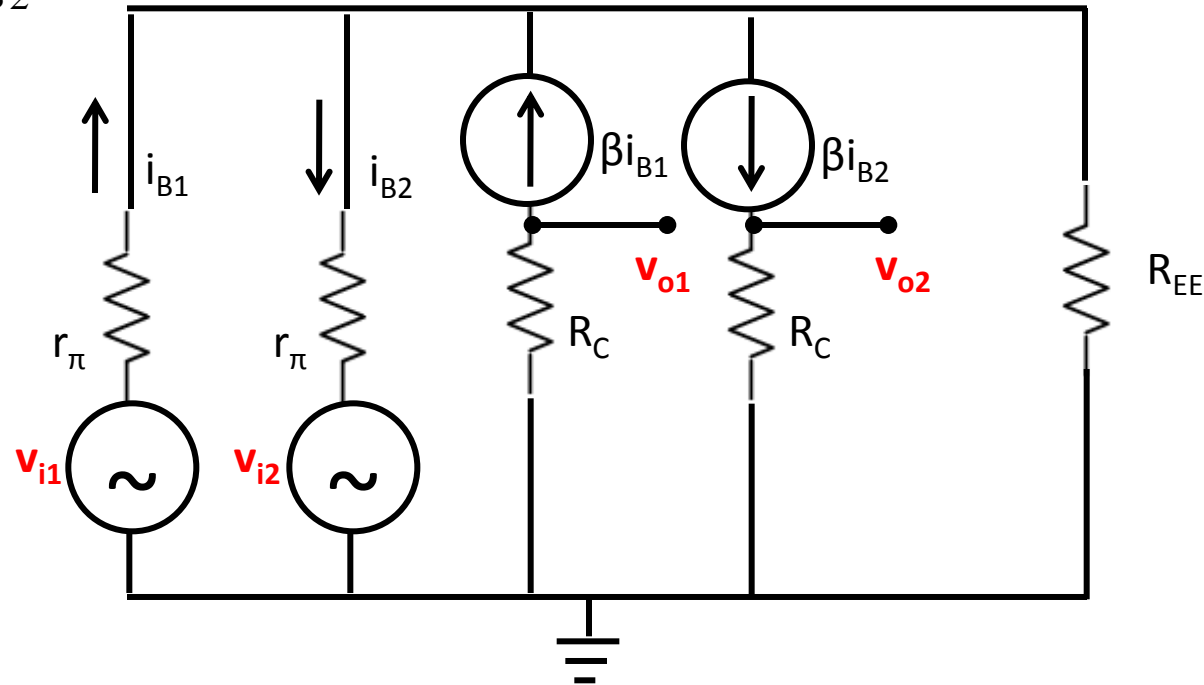 i_B1
i_B2
βi_B1
βi_B2
v_o1
v_o2
R_EE
r_π
r_π
R_C
R_C
v_i1
~
v_i2
~